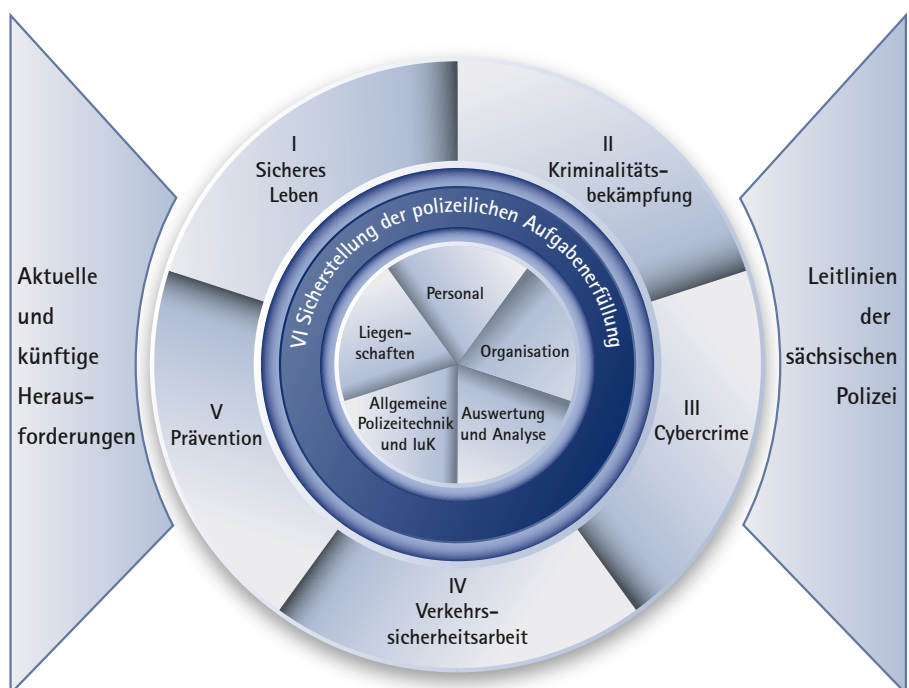 Aktuelle
und
künftige
Heraus-
forderungen
I
Sicheres
Leben
II
Kriminalitäts-
bekämpfung
III
Cybercrime
IV
Verkehrs-
sicherheitsarbeit
V
Prävention
VI Sicherstellung der polizeilichen Aufgabenerfüllung
Personal
Organisation
Auswertung
und Analyse
Allgemeine
Polizeitechnik
und IuK
Liegen-
schaften
Leitlinien
der
sächsischen
Polizei